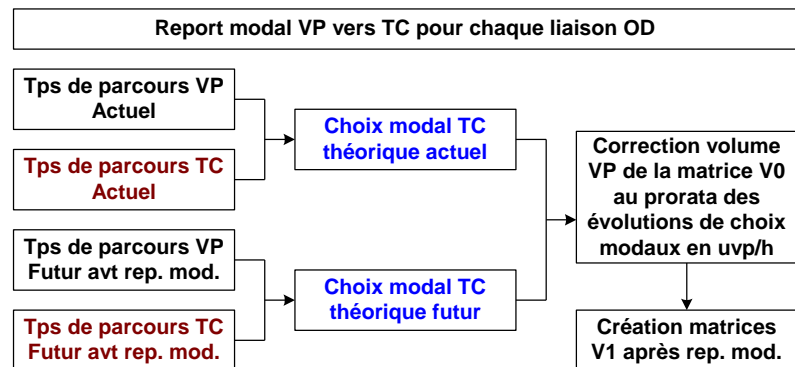 Report modal VP vers TC pour chaque liaison OD
Tps de parcours VP
Actuel
Tps de parcours TC
Actuel
Choix modal TC
théorique actuel
Tps de parcours VP
Futur avt rep. mod.
Tps de parcours TC
Futur avt rep. mod.
Choix modal TC
théorique futur
Correction volume
VP de la matrice V0
au prorata des
évolutions de choix
modaux en uvp/h
Création matrices
V1 après rep. mod.